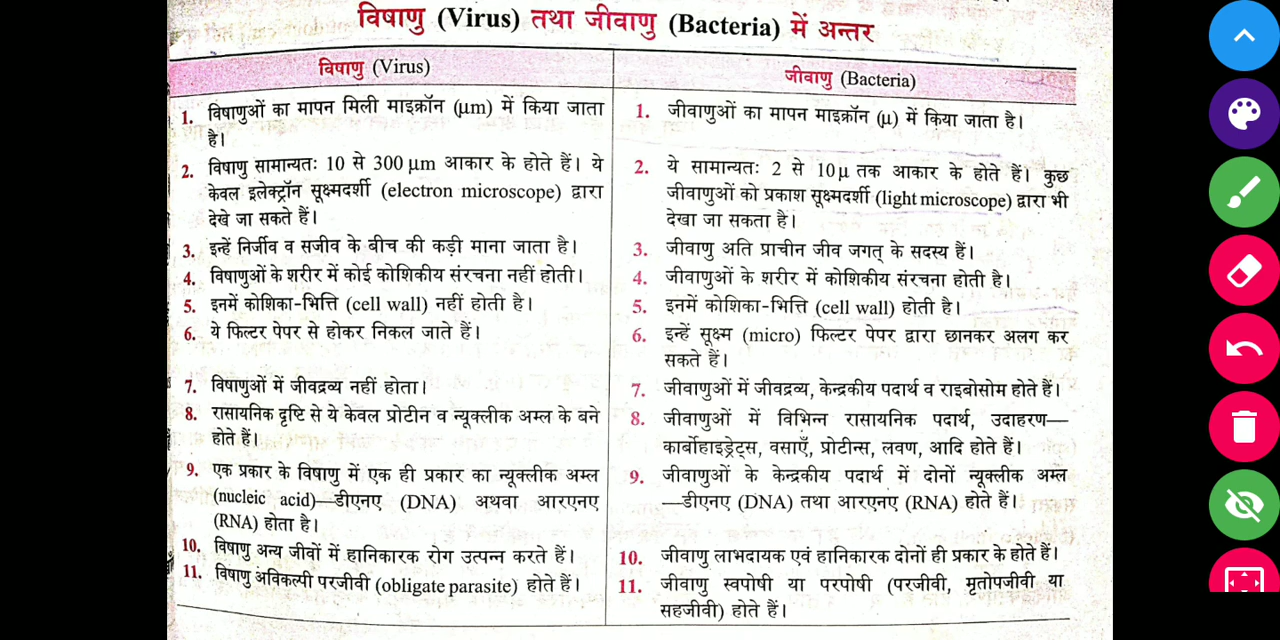 विषाणु (Virus) तथा जीवाणु (Bacteria) में अन्तर
विषाणु (Virus)
1. विषाणुओं का मापन मिली माइक्रॉन (μm) में किया जाता
है।
2. विषाणु सामान्यतः 10 से 300 μm आकार के होते हैं। ये
केवल इलेक्ट्रॉन सूक्ष्मदर्शी (electron microscope) द्वारा
देखे जा सकते हैं।
3. इन्हें निर्जीव व सजीव के बीच की कड़ी माना जाता है।
4. विषाणुओं के शरीर में कोई कोशिकीय संरचना नहीं होती।
5. इनमें कोशिका-भित्ति (cell wall) नहीं होती है।
6. ये फिल्टर पेपर से होकर निकल जाते हैं।
7. विषाणुओं में जीवद्रव्य नहीं होता।
8. रासायनिक दृष्टि से ये केवल प्रोटीन व न्यूक्लीक अम्ल के बने
होते हैं।
9. एक प्रकार के विषाणु में एक ही प्रकार का न्यूक्लीक अम्ल
(nucleic acid)—डीएनए (DNA) अथवा आरएनए
(RNA) होता है।
10. विषाणु अन्य जीवों में हानिकारक रोग उत्पन्न करते हैं।
11. विषाणु अविकल्पी परजीवी (obligate parasite) होते हैं।
जीवाणु (Bacteria)
1. जीवाणुओं का मापन माइक्रॉन (μ) में किया जाता है।
2. ये सामान्यतः 2 से 10μ तक आकार के होते हैं। कुछ
जीवाणुओं को प्रकाश सूक्ष्मदर्शी (light microscope) द्वारा भी
देखा जा सकता है।
3. जीवाणु अति प्राचीन जीव जगत् के सदस्य हैं।
4. जीवाणुओं के शरीर में कोशिकीय संरचना होती है।
5. इनमें कोशिका-भित्ति (cell wall) होती है।
6. इन्हें सूक्ष्म (micro) फिल्टर पेपर द्वारा छानकर अलग कर
सकते हैं।
7. जीवाणुओं में जीवद्रव्य, केन्द्रकीय पदार्थ व राइबोसोम होते हैं।
8. जीवाणुओं में विभिन्न रासायनिक पदार्थ, उदाहरण—
कार्बोहाइड्रेट्स, वसाएँ, प्रोटीन्स, लवण, आदि होते हैं।
9. जीवाणुओं के केन्द्रकीय पदार्थ में दोनों न्यूक्लीक अम्ल
—डीएनए (DNA) तथा आरएनए (RNA) होते हैं।
10. जीवाणु लाभदायक एवं हानिकारक दोनों ही प्रकार के होते हैं।
11. जीवाणु स्वपोषी या परपोषी (परजीवी, मृतोपजीवी या
सहजीवी) होते हैं।